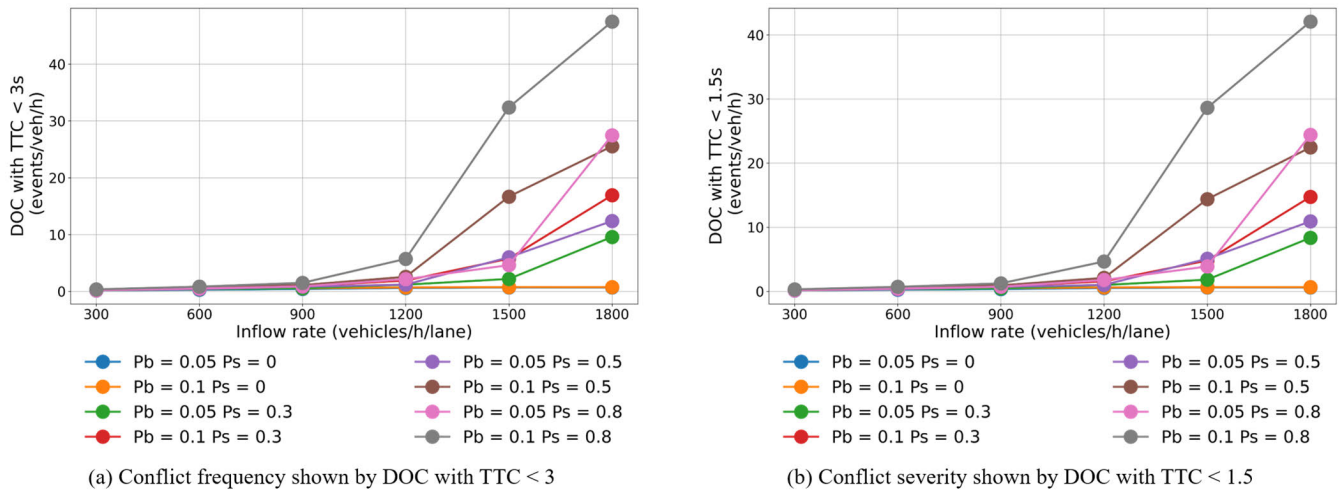 DOC with TTC < 3s
(events/veh/h)
40
30
20
10
0
300 600 900 1200 1500 1800
Inflow rate (vehicles/h/lane)
Pb = 0.05 Ps = 0
Pb = 0.1 Ps = 0
Pb = 0.05 Ps = 0.3
Pb = 0.1 Ps = 0.3
Pb = 0.05 Ps = 0.5
Pb = 0.1 Ps = 0.5
Pb = 0.05 Ps = 0.8
Pb = 0.1 Ps = 0.8
(a) Conflict frequency shown by DOC with TTC < 3
DOC with TTC < 1.5s
(events/veh/h)
40
30
20
10
0
300 600 900 1200 1500 1800
Inflow rate (vehicles/h/lane)
Pb = 0.05 Ps = 0
Pb = 0.1 Ps = 0
Pb = 0.05 Ps = 0.3
Pb = 0.1 Ps = 0.3
Pb = 0.05 Ps = 0.5
Pb = 0.1 Ps = 0.5
Pb = 0.05 Ps = 0.8
Pb = 0.1 Ps = 0.8
(b) Conflict severity shown by DOC with TTC < 1.5